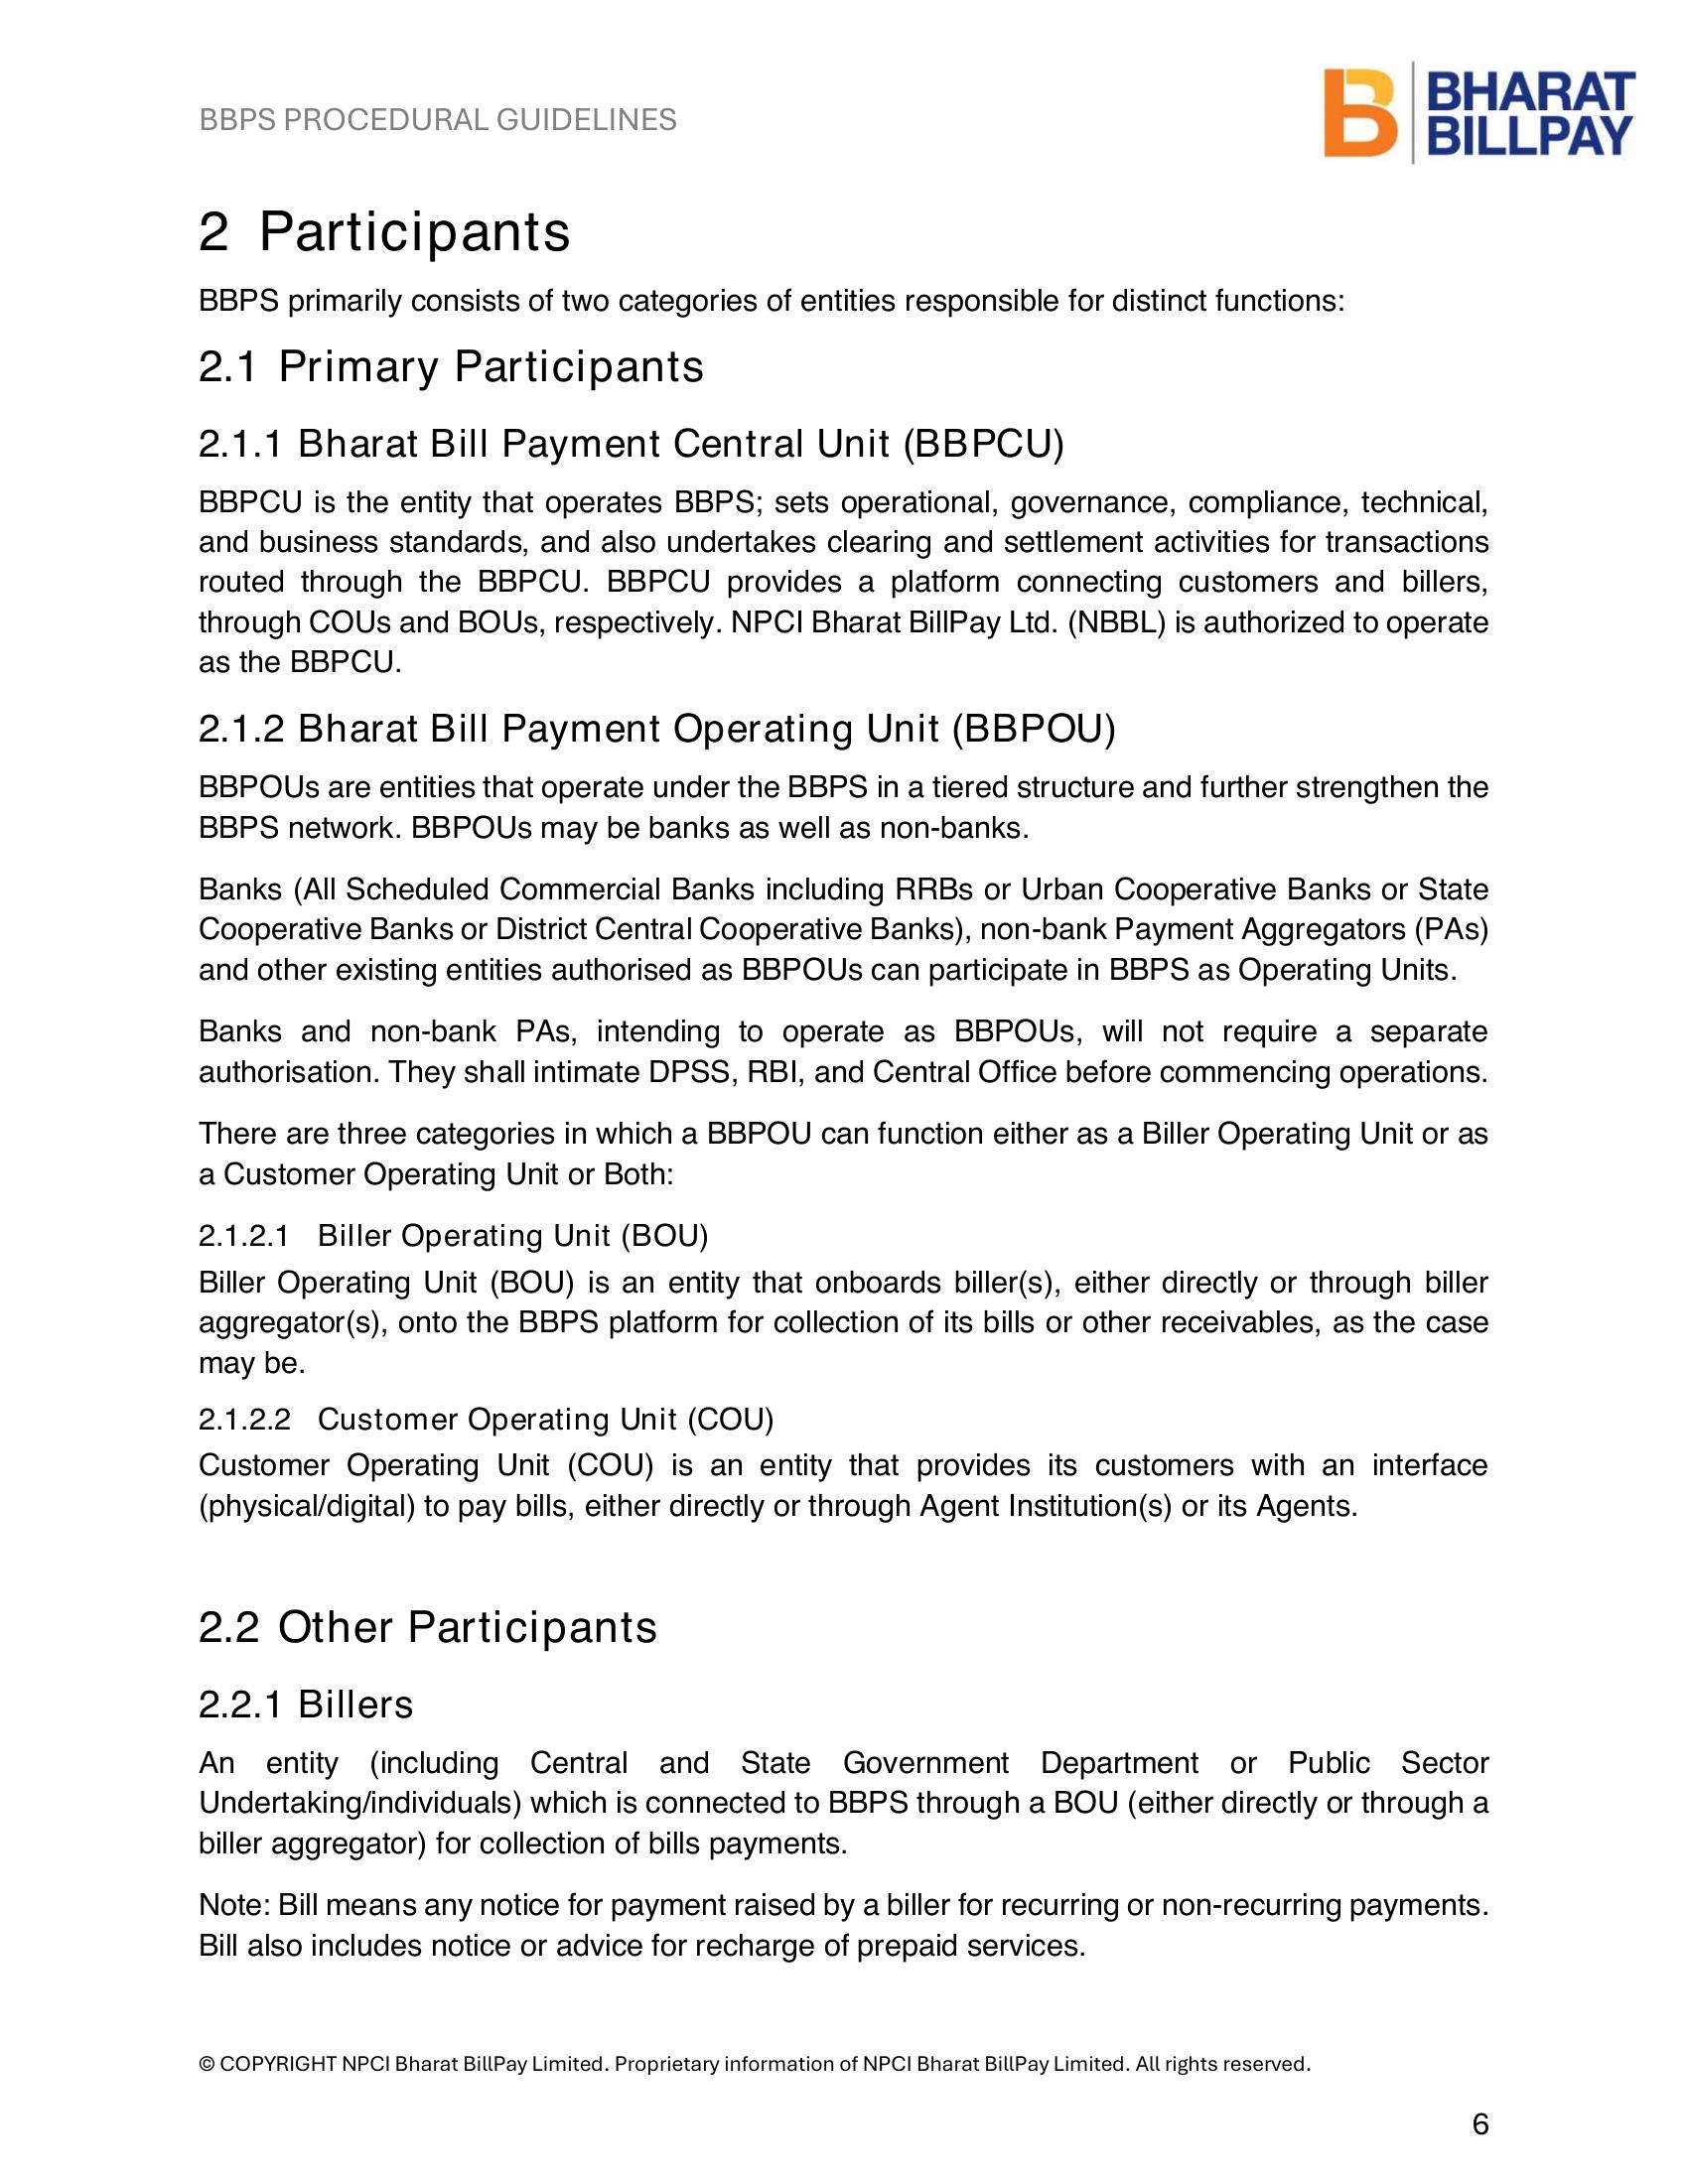 BBPS PROCEDURAL GUIDELINES
BHARAT
BILLPAY
2 Participants
BBPS primarily consists of two categories of entities responsible for distinct functions:
2.1 Primary Participants
2.1.1 Bharat Bill Payment Central Unit (BBPCU)
BBPCU is the entity that operates BBPS; sets operational, governance, compliance, technical,
and business standards, and also undertakes clearing and settlement activities for transactions
routed through the BBPCU. BBPCU provides a platform connecting customers and billers,
through COUs and BOUs, respectively. NPCI Bharat BillPay Ltd. (NBBL) is authorized to operate
as the BBPCU.
2.1.2 Bharat Bill Payment Operating Unit (BBPOU)
BBPOUs are entities that operate under the BBPS in a tiered structure and further strengthen the
BBPS network. BBPOUs may be banks as well as non-banks.
Banks (All Scheduled Commercial Banks including RRBs or Urban Cooperative Banks or State
Cooperative Banks or District Central Cooperative Banks), non-bank Payment Aggregators (PAs)
and other existing entities authorised as BBPOUs can participate in BBPS as Operating Units.
Banks and non-bank PAs, intending to operate as BBPOUs, will not require a separate
authorisation. They shall intimate DPSS, RBI, and Central Office before commencing operations.
There are three categories in which a BBPOU can function either as a Biller Operating Unit or as
a Customer Operating Unit or Both:
2.1.2.1 Biller Operating Unit (BOU)
Biller Operating Unit (BOU) is an entity that onboards biller(s), either directly or through biller
aggregator(s), onto the BBPS platform for collection of its bills or other receivables, as the case
may be.
2.1.2.2 Customer Operating Unit (COU)
Customer Operating Unit (COU) is an entity that provides its customers with an interface
(physical/digital) to pay bills, either directly or through Agent Institution(s) or its Agents.
2.2 Other Participants
2.2.1 Billers
An entity (including Central and State Government Department or Public Sector
Undertaking/individuals) which is connected to BBPS through a BOU (either directly or through a
biller aggregator) for collection of bills payments.
Note: Bill means any notice for payment raised by a biller for recurring or non-recurring payments.
Bill also includes notice or advice for recharge of prepaid services.
© COPYRIGHT NPCI Bharat BillPay Limited. Proprietary information of NPCI Bharat BillPay Limited. All rights reserved.
6